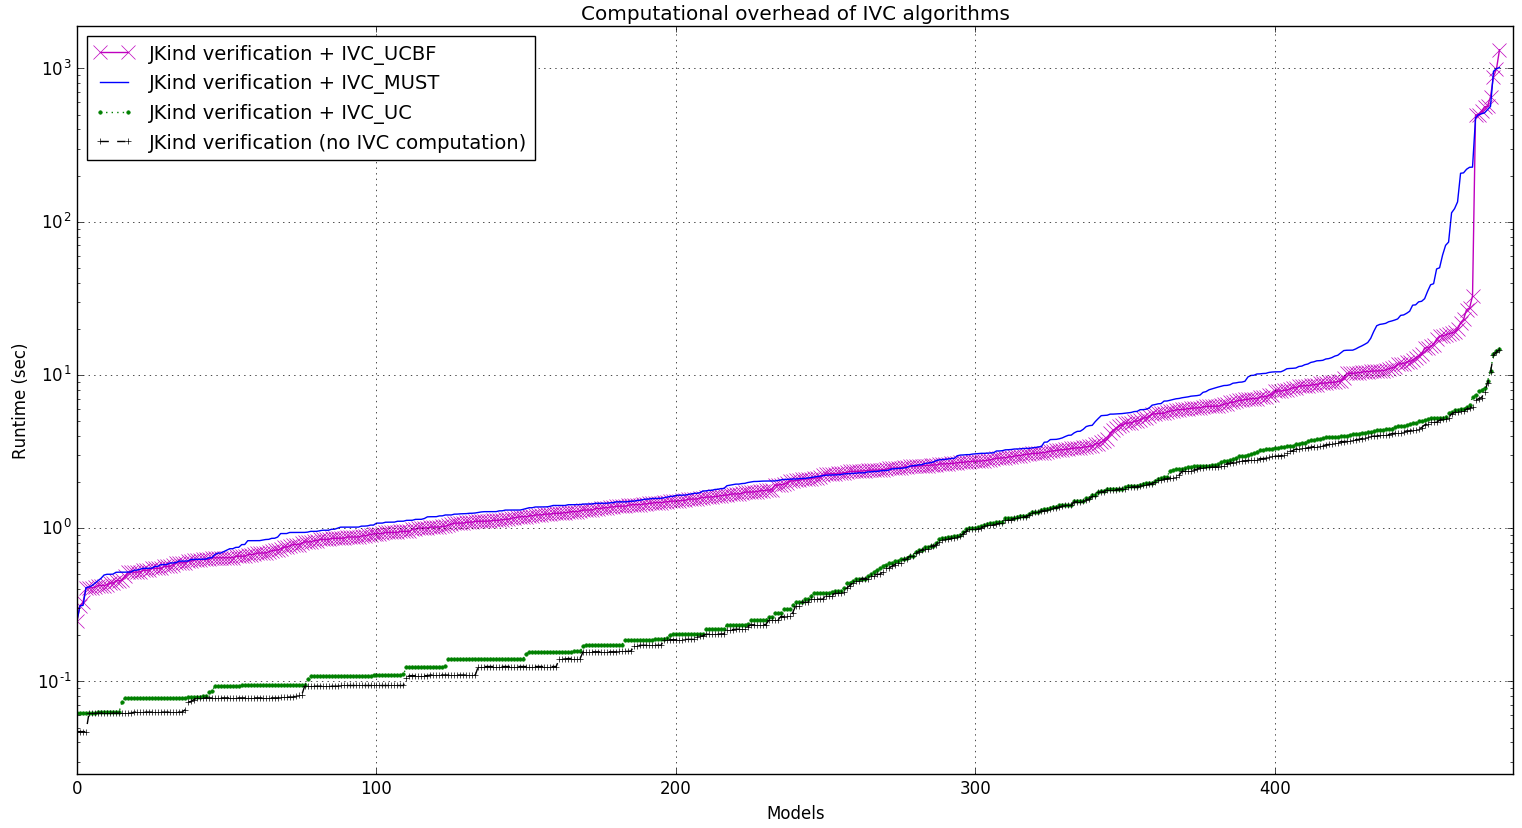 Computational overhead of IVC algorithms
JKind verification + IVC_UCBF
JKind verification + IVC_MUST
JKind verification + IVC_UC
JKind verification (no IVC computation)
Runtime (sec)
10³
10²
10¹
10⁰
10⁻¹
0 100 200 300 400
Models